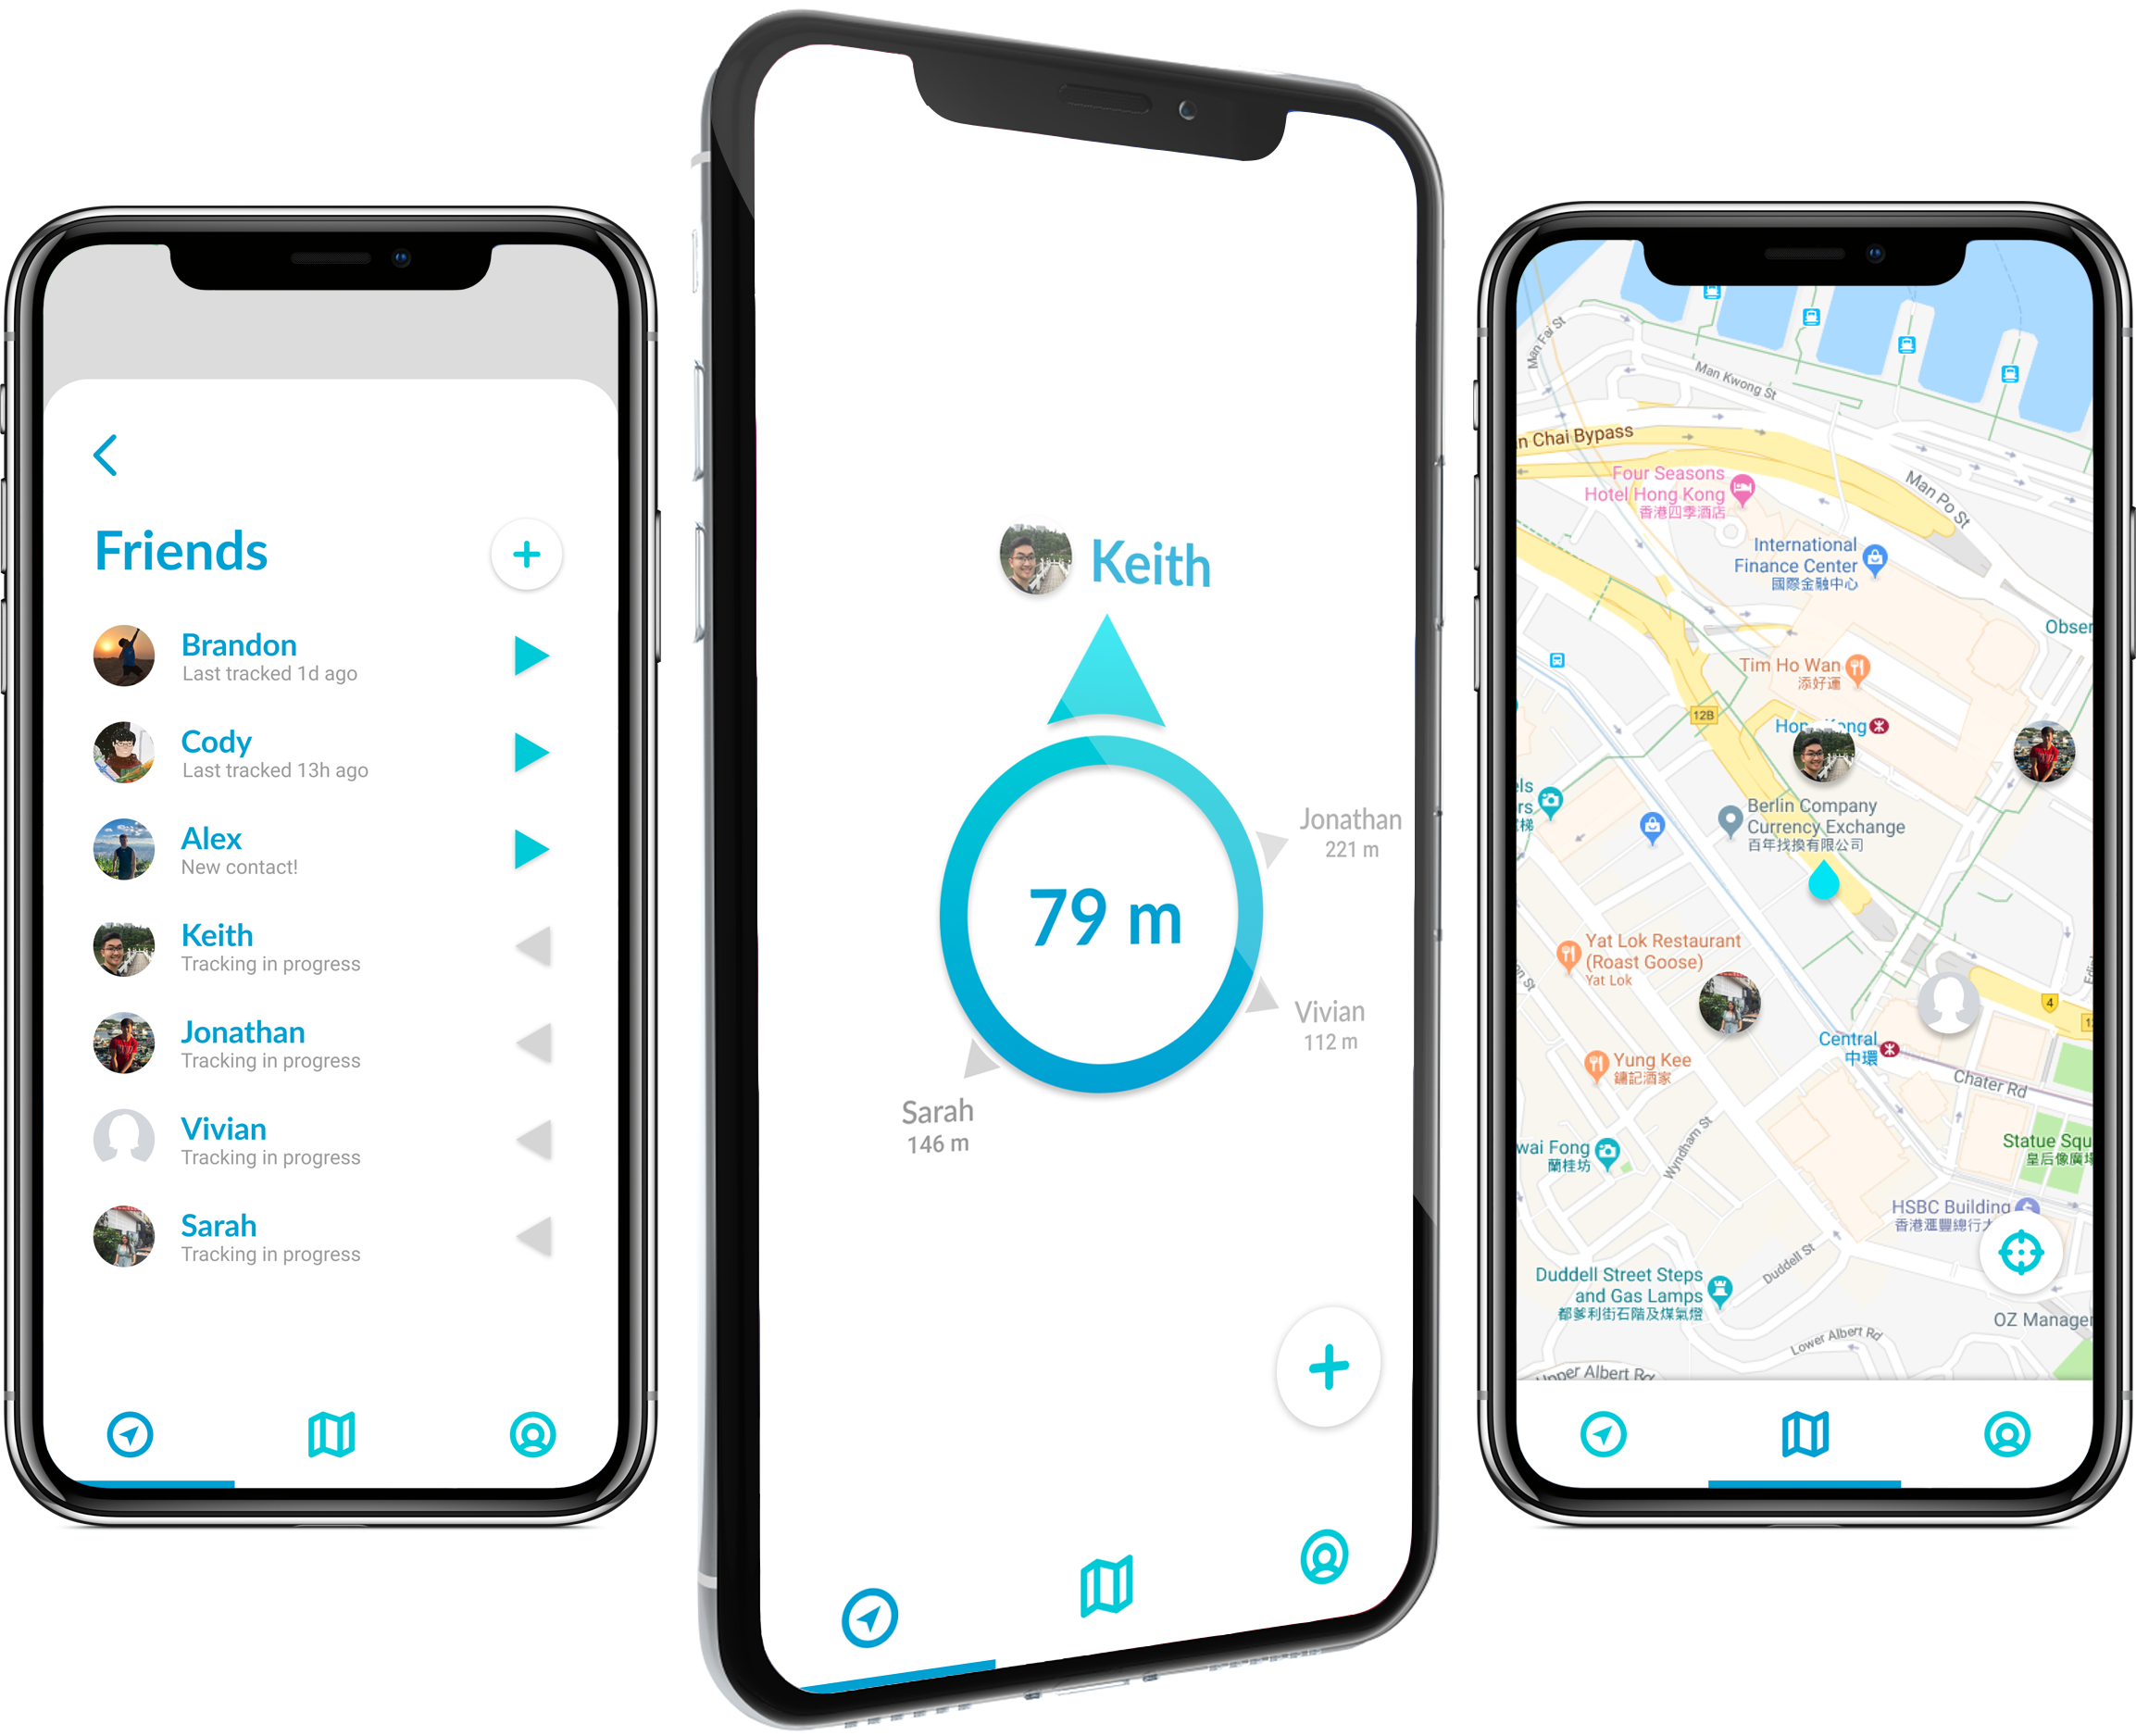 Friends
Brandon
Last tracked 1d ago
Cody
Last tracked 13h ago
Alex
New contact!
Keith
Tracking in progress
Jonathan
Tracking in progress
Vivian
Tracking in progress
Sarah
Tracking in progress
Keith
79 m
Jonathan
221 m
Vivian
112 m
Sarah
146 m
Man Fai St
Man Kwong St
n Chai Bypass
Man Po St
Four Seasons
Hotel Hong Kong
香港四季酒店
International
Finance Center
國際金融中心
Obser
Tim Ho Wan
添好運
12B
Hon Kong
els
rs
梯
Berlin Company
Currency Exchange
百年找換有限公司
Yat Lok Restaurant
(Roast Goose)
Yat Lok
on St
4
Central
中環
Yung Kee
鏞記酒家
Chater Rd
Statue Squ
皇后像廣場
wai Fong
蘭桂坊
Wyndham St
HSBC Building
香港滙豐總行大
Duddell St
Duddell Street Steps
and Gas Lamps
都爹利街石階及煤氣燈
OZ Manager
Lower Albert Rd
Upper Albert Rd